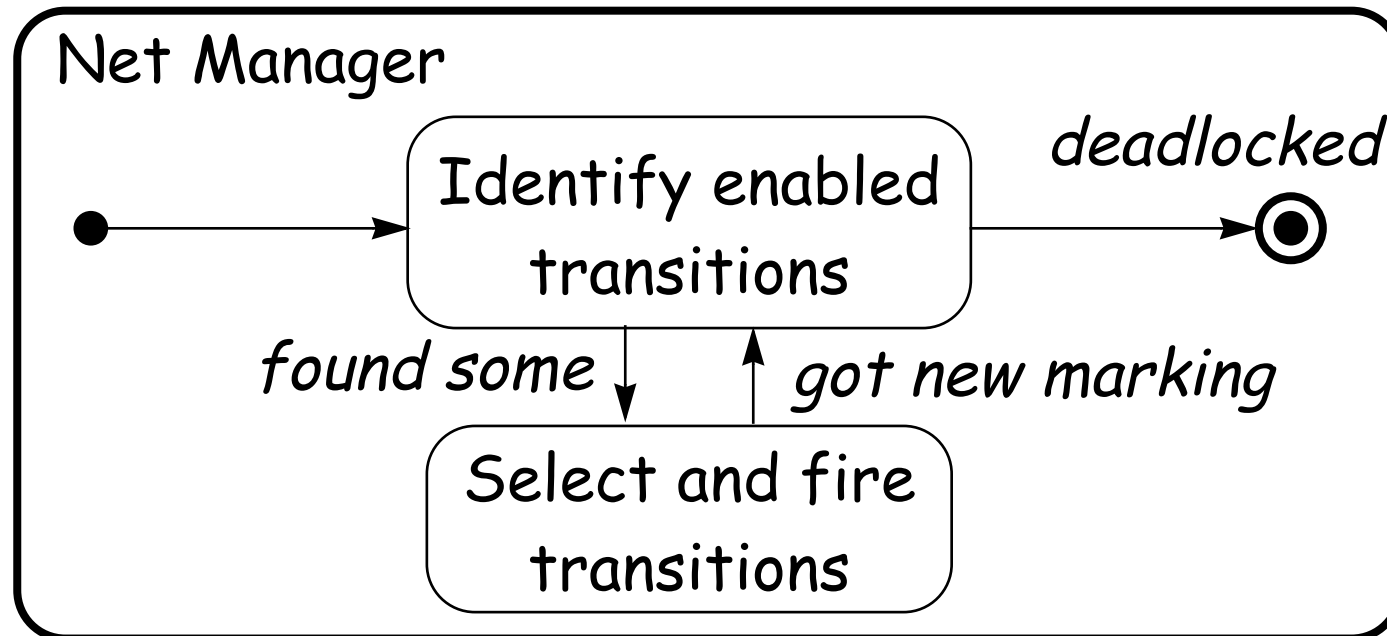 Net Manager
deadlocked
Identify enabled
transitions
found some
got new marking
Select and fire
transitions